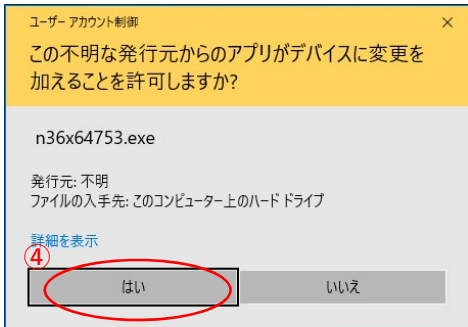 ユーザー アカウント制御
×
この不明な発行元からのアプリがデバイスに変更を
加えることを許可しますか?
n36x64753.exe
発行元: 不明
ファイルの入手先: このコンピューター上のハード ドライブ
詳細を表示
④
はい
いいえ